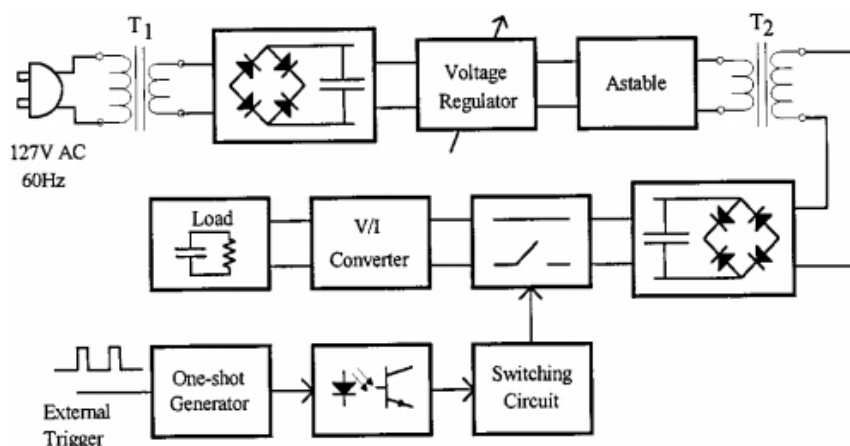 T1
T2
Voltage
Regulator
Astable
127V AC
60Hz
Load
V/I
Converter
One-shot
Generator
Switching
Circuit
External
Trigger